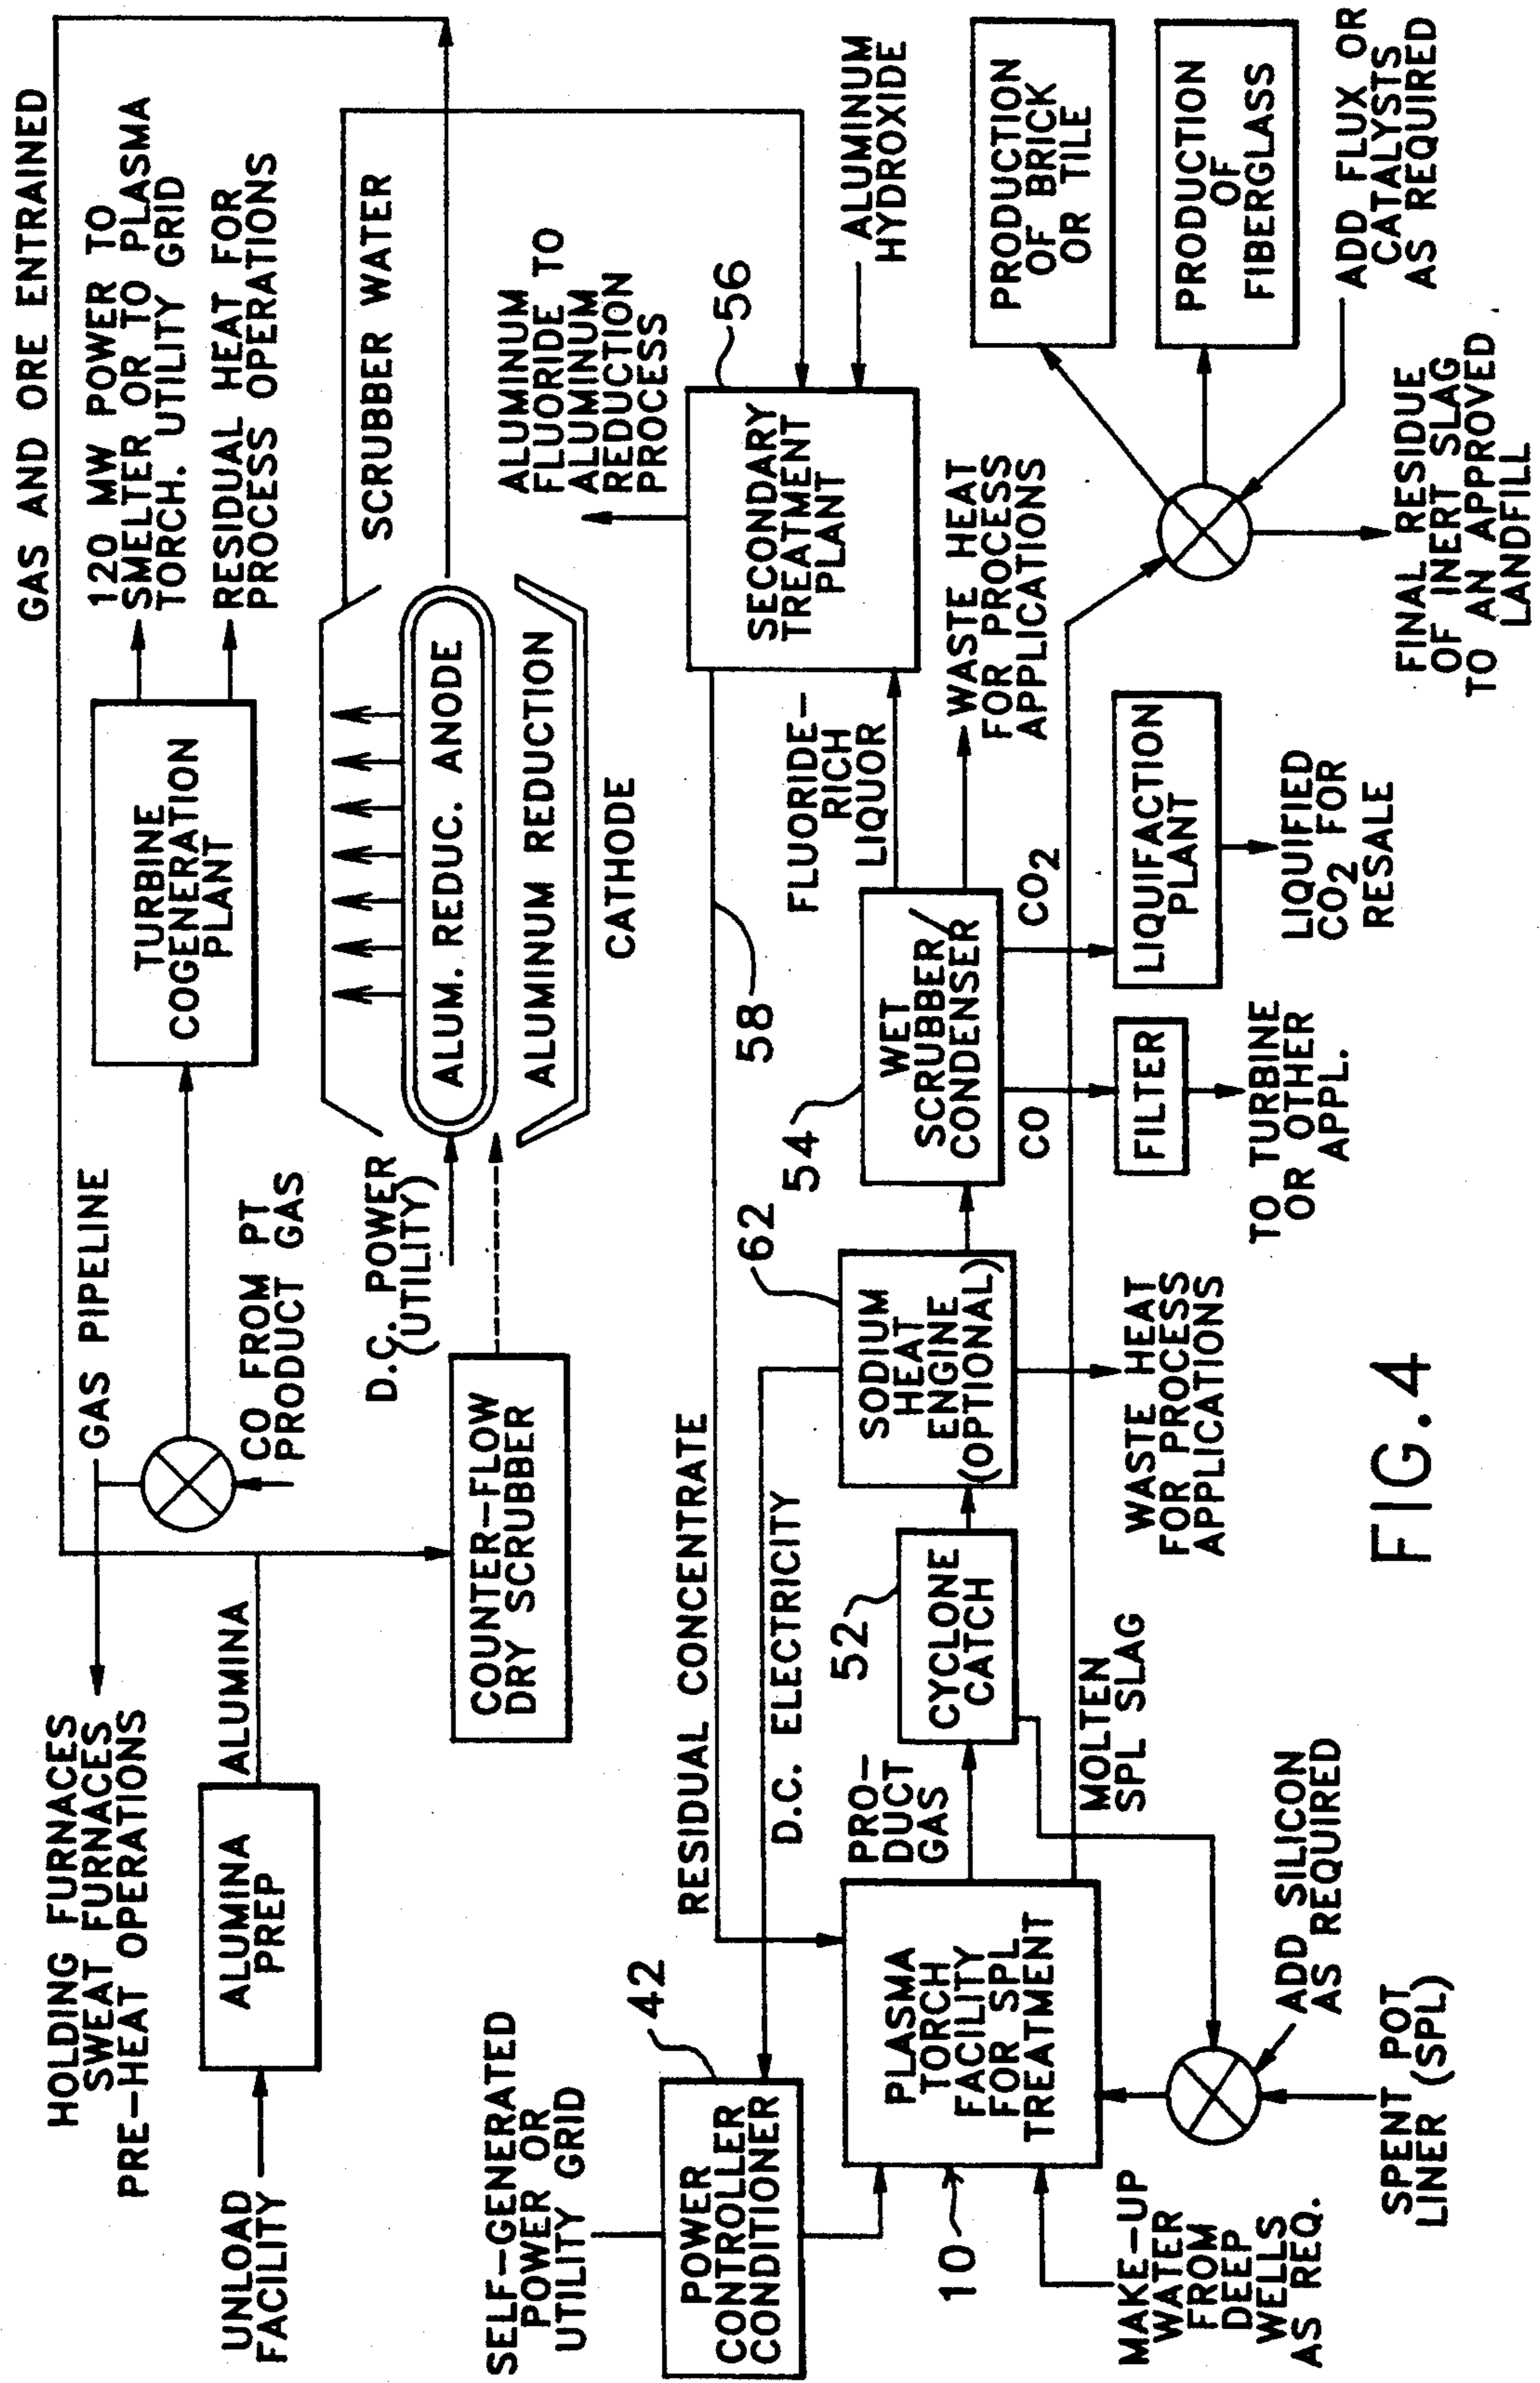 GAS AND ORE ENTRAINED
HOLDING FURNACES
SWEAT FURNACES
PRE-HEAT OPERATIONS
GAS PIPELINE
120 MW POWER TO
SMELTER OR TO PLASMA
TORCH. UTILITY GRID
RESIDUAL HEAT FOR
PROCESS OPERATIONS
TURBINE
COGENERATION
PLANT
UNLOAD
FACILITY
ALUMINA
PREP
ALUMINA
CO FROM PT
PRODUCT GAS
D.C. POWER
(UTILITY)
COUNTER-FLOW
DRY SCRUBBER
ALUM. REDUC. ANODE
ALUMINUM REDUCTION
CATHODE
SCRUBBER WATER
ALUMINUM
FLUORIDE TO
ALUMINUM
REDUCTION
PROCESS
SELF-GENERATED
POWER OR
UTILITY GRID
42
POWER
CONTROLLER
CONDITIONER
RESIDUAL CONCENTRATE
58
D.C. ELECTRICITY
56
SECONDARY
TREATMENT
PLANT
ALUMINUM
HYDROXIDE
FLUORIDE-
RICH
LIQUOR
PLASMA
TORCH
FACILITY
FOR SPL
TREATMENT
10
PRO-
DUCT
GAS
52
CYCLONE
CATCH
62
SODIUM
HEAT
ENGINE
(OPTIONAL)
54
WET
SCRUBBER/
CONDENSER
WASTE HEAT
FOR PROCESS
APPLICATIONS
PRODUCTION
OF BRICK
OR TILE
PRODUCTION
OF
FIBERGLASS
MAKE-UP
WATER
FROM
DEEP
WELLS
AS REQ.
MOLTEN
SPL SLAG
WASTE HEAT
FOR PROCESS
APPLICATIONS
CO
CO2
FILTER
LIQUIFACTION
PLANT
SPENT POT
LINER (SPL)
ADD SILICON
AS REQUIRED
TO TURBINE
OR OTHER
APPL.
LIQUIFIED
CO2 FOR
RESALE
FINAL RESIDUE
OF INERT SLAG
TO AN APPROVED
LANDFILL
ADD FLUX OR
CATALYSTS
AS REQUIRED
FIG. 4